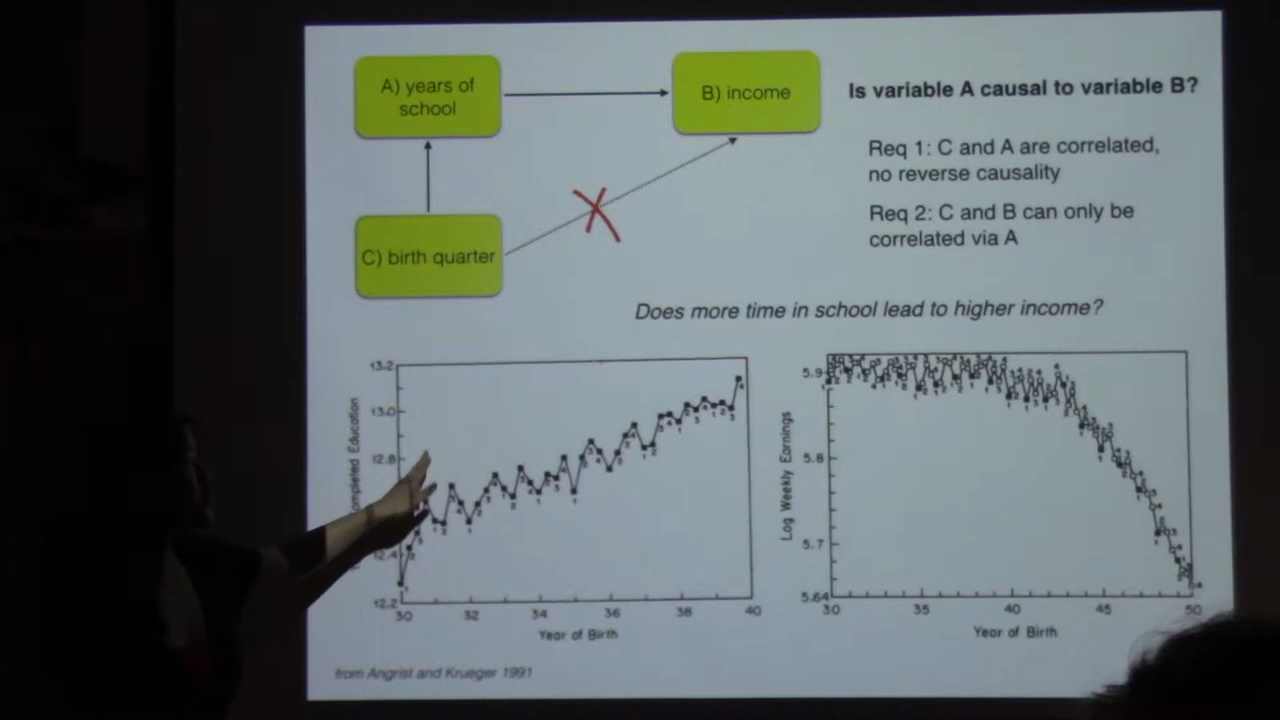 A) years of
school
B) income
Is variable A causal to variable B?
Req 1: C and A are correlated,
no reverse causality
Req 2: C and B can only be
correlated via A
C) birth quarter
Does more time in school lead to higher income?
13.2
13.0
12.8
12.4
12.2
Completed Education
30 32 34 36 38 40
Year of Birth
5.9
5.8
5.7
5.64
Log Weekly Earnings
30 35 40 45 50
Year of Birth
from Angrist and Krueger 1991